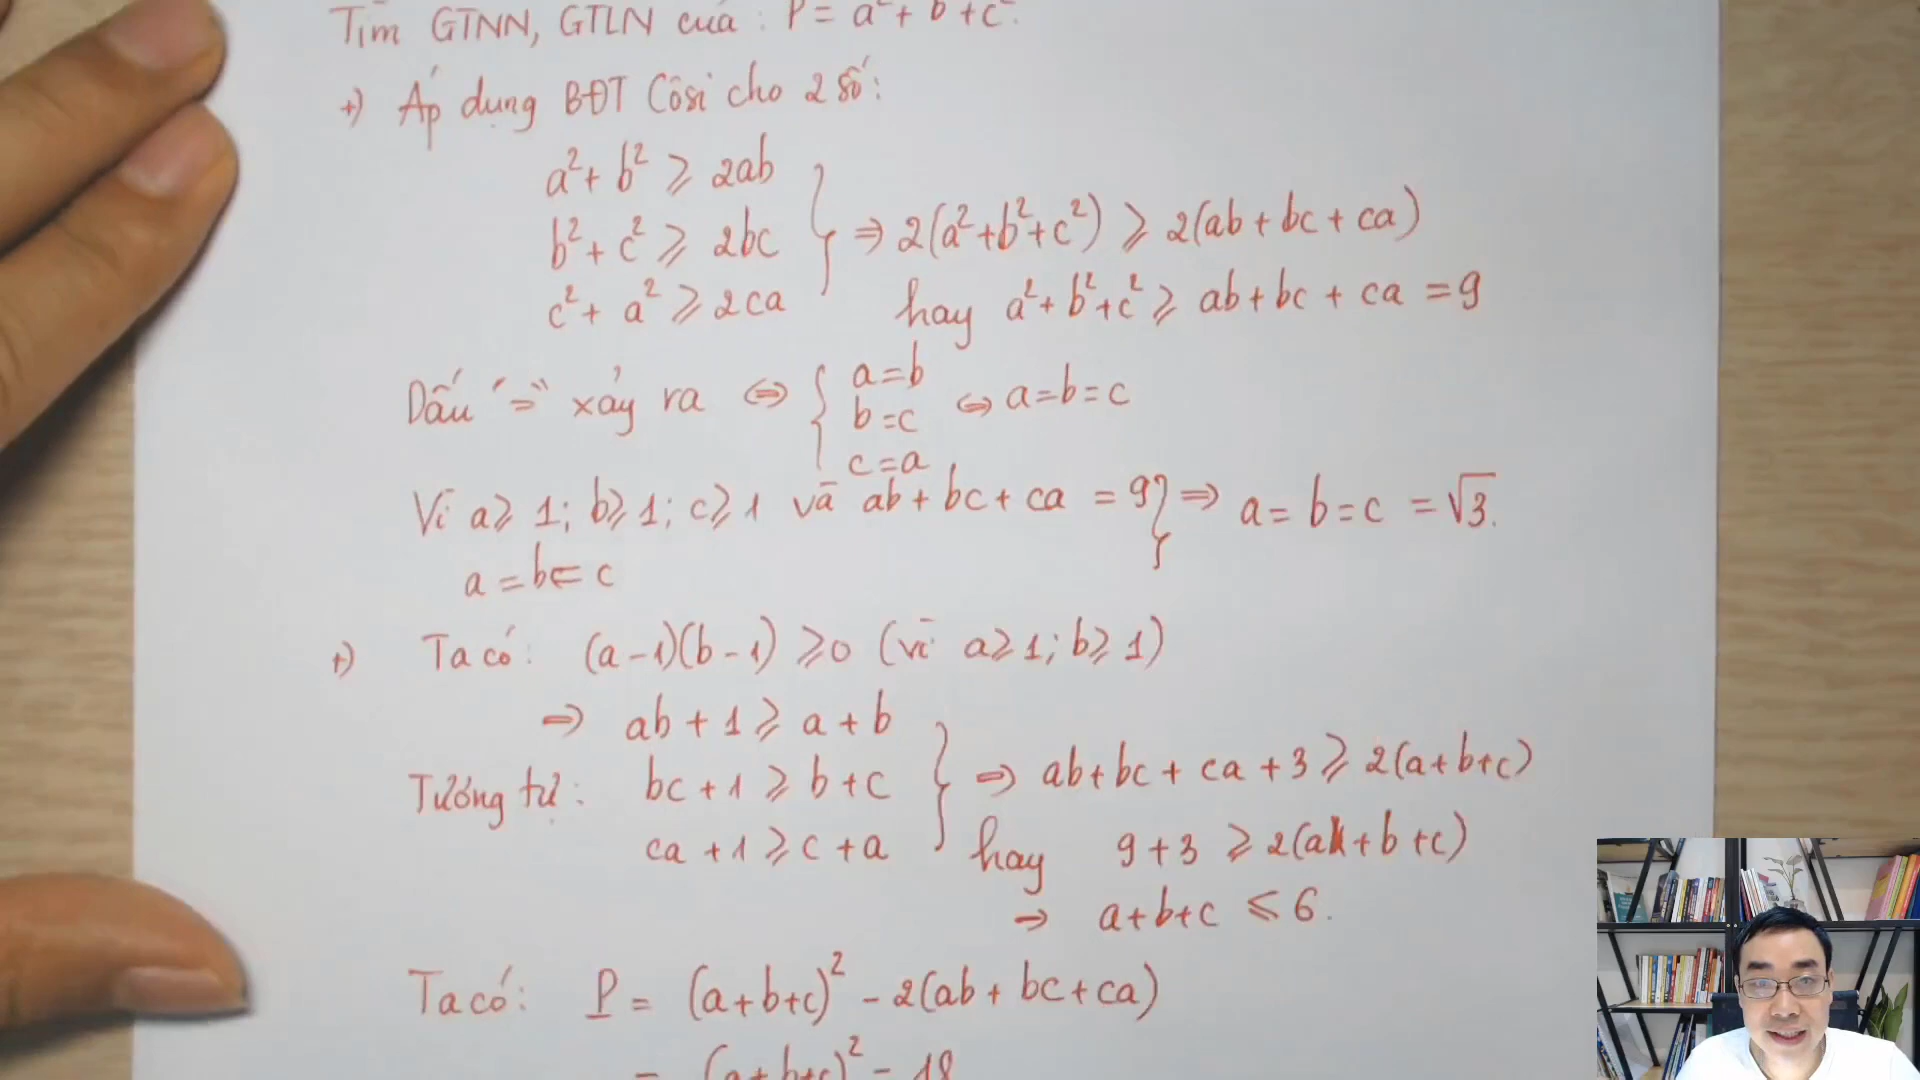 Tìm GTNN, GTLN của : P = a² + b² + c².
+) Áp dụng BĐT Côsi cho 2 số:
a² + b² ⩾ 2ab
b² + c² ⩾ 2bc
c² + a² ⩾ 2ca
⇒ 2(a² + b² + c²) ⩾ 2(ab + bc + ca)
hay a² + b² + c² ⩾ ab + bc + ca = 9
Dấu "=" xảy ra ⇔ { a = b
b = c
c = a
⇔ a = b = c
Vì a ⩾ 1; b ⩾ 1; c ⩾ 1 và ab + bc + ca = 9 } ⇒ a = b = c = √3.
a = b = c
+) Ta có: (a - 1)(b - 1) ⩾ 0 (vì a ⩾ 1; b ⩾ 1)
⇒ ab + 1 ⩾ a + b
Tương tự: bc + 1 ⩾ b + c
ca + 1 ⩾ c + a
⇒ ab + bc + ca + 3 ⩾ 2(a + b + c)
hay 9 + 3 ⩾ 2(a + b + c)
⇒ a + b + c ⩽ 6.
Ta có: P = (a + b + c)² - 2(ab + bc + ca)
= (a + b + c)² - 18